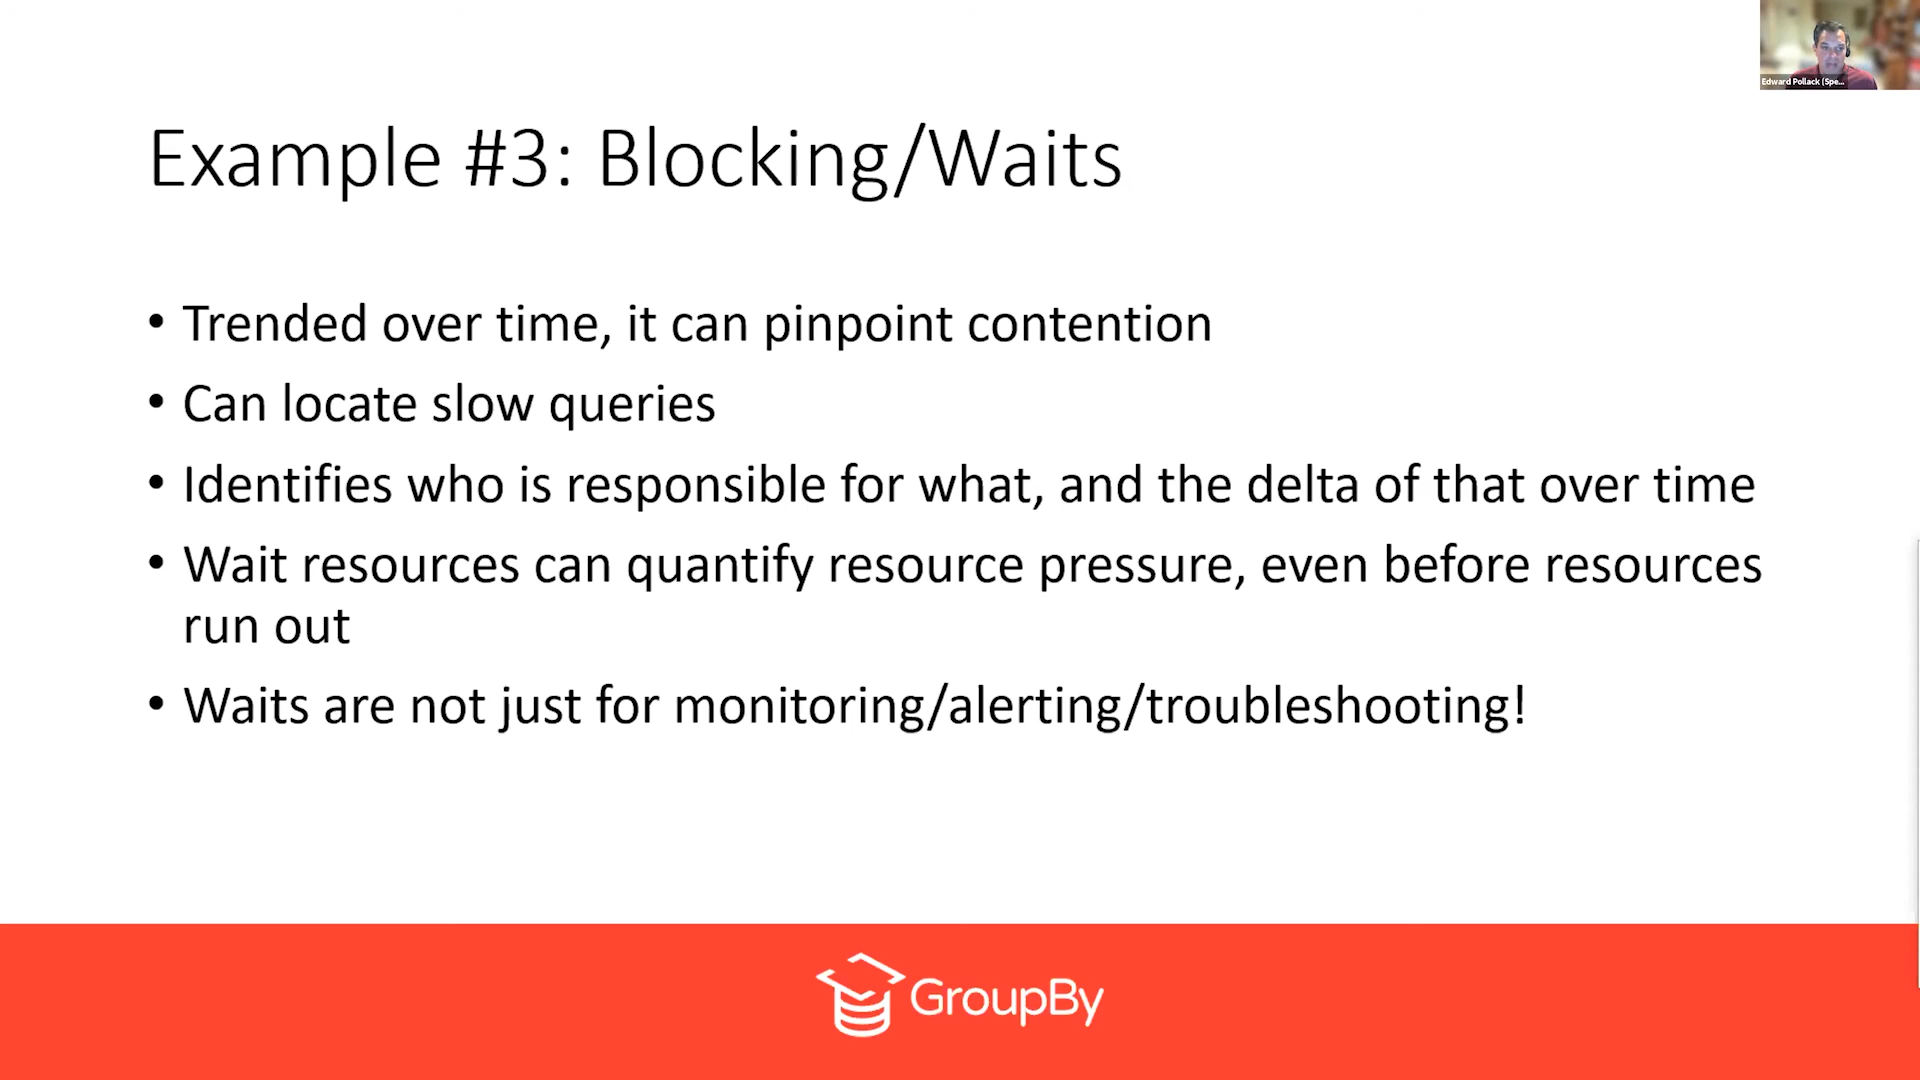 Edward Pollack (Spe...
Example #3: Blocking/Waits
• Trended over time, it can pinpoint contention
• Can locate slow queries
• Identifies who is responsible for what, and the delta of that over time
• Wait resources can quantify resource pressure, even before resources
run out
• Waits are not just for monitoring/alerting/troubleshooting!
GroupBy